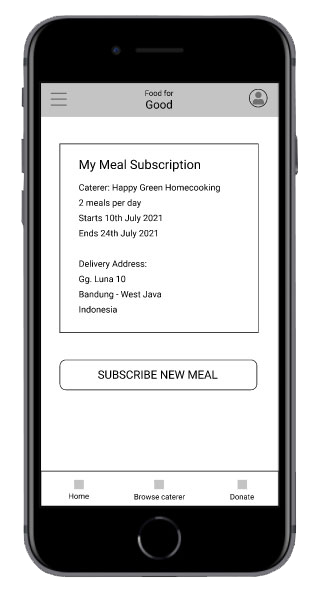 Food for
Good
My Meal Subscription
Caterer: Happy Green Homecooking
2 meals per day
Starts 10th July 2021
Ends 24th July 2021
Delivery Address:
Gg. Luna 10
Bandung - West Java
Indonesia
SUBSCRIBE NEW MEAL
Home
Browse caterer
Donate